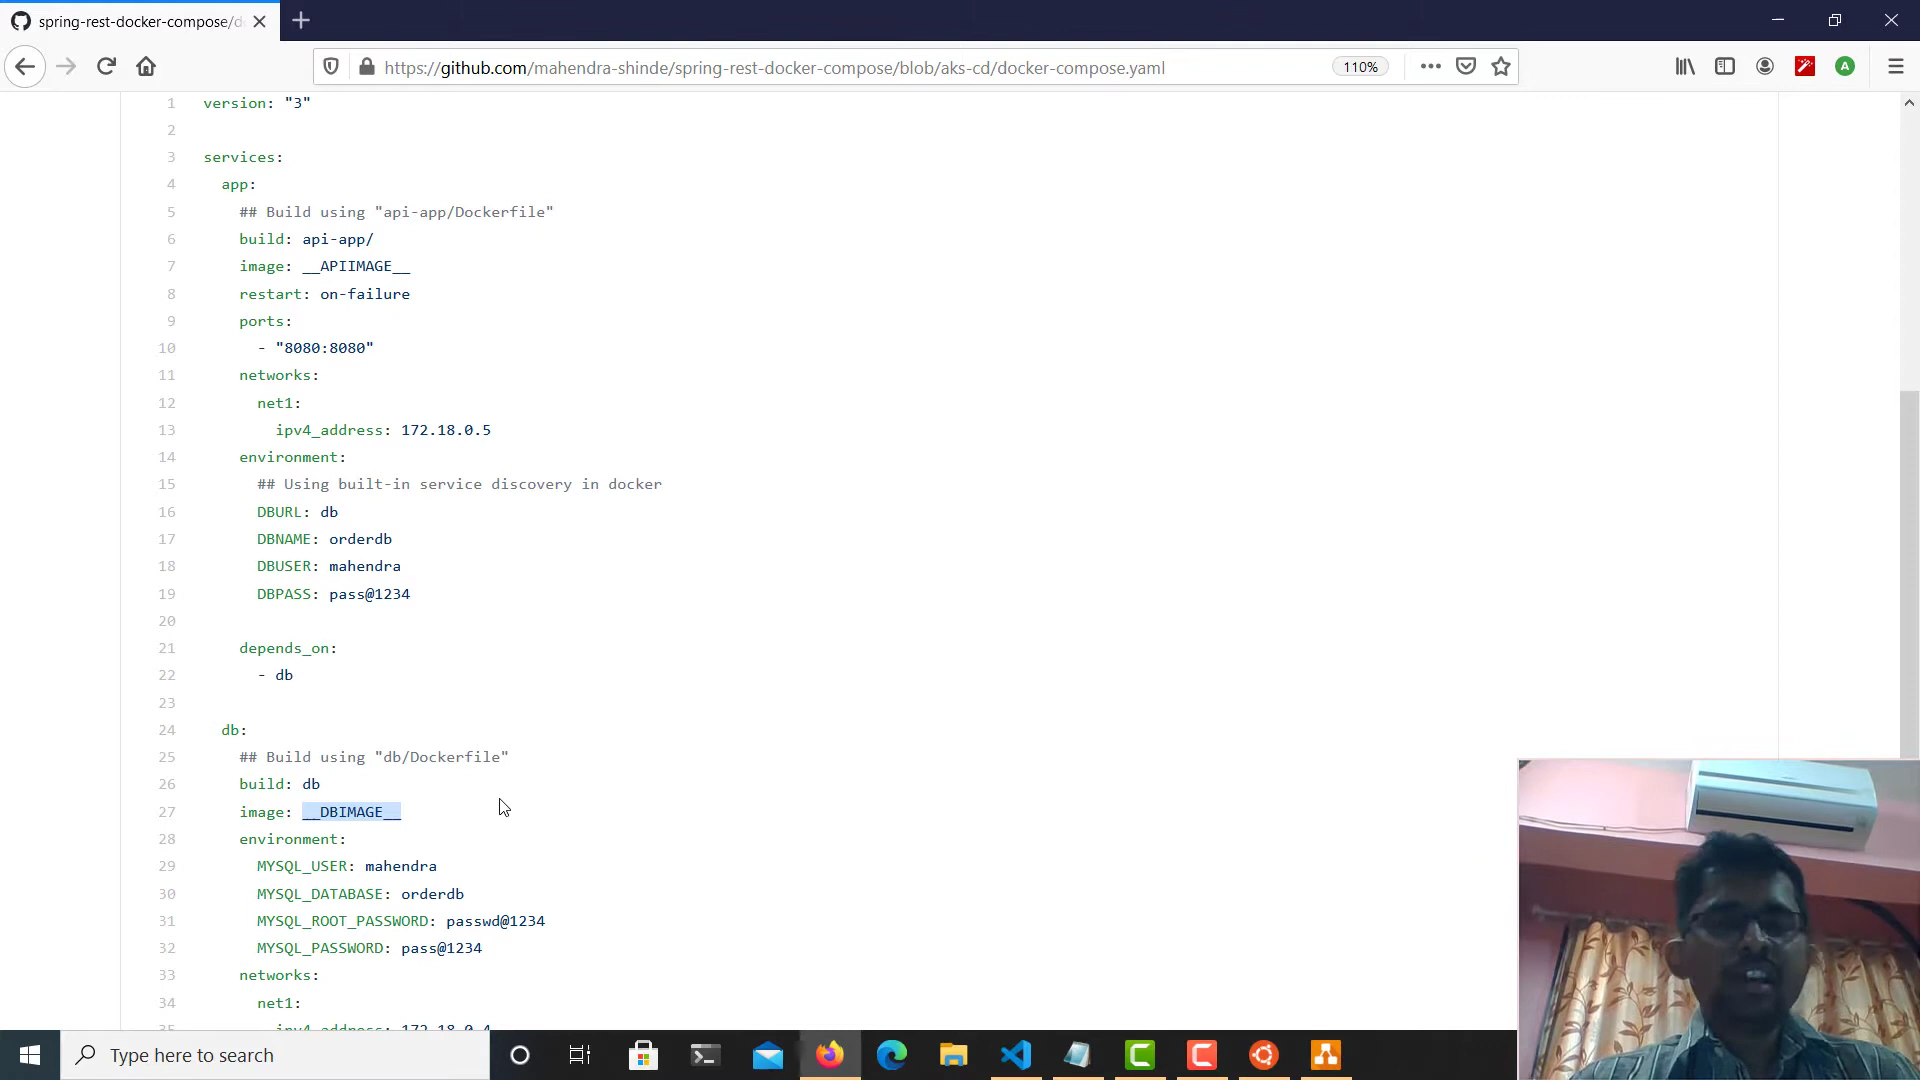 spring-rest-docker-compose/d
https://github.com/mahendra-shinde/spring-rest-docker-compose/blob/aks-cd/docker-compose.yaml
110%
A
1 version: "3"
2
3 services:
4 app:
5 ## Build using "api-app/Dockerfile"
6 build: api-app/
7 image: __APIIMAGE__
8 restart: on-failure
9 ports:
10 - "8080:8080"
11 networks:
12 net1:
13 ipv4_address: 172.18.0.5
14 environment:
15 ## Using built-in service discovery in docker
16 DBURL: db
17 DBNAME: orderdb
18 DBUSER: mahendra
19 DBPASS: pass@1234
20
21 depends_on:
22 - db
23
24 db:
25 ## Build using "db/Dockerfile"
26 build: db
27 image: __DBIMAGE__
28 environment:
29 MYSQL_USER: mahendra
30 MYSQL_DATABASE: orderdb
31 MYSQL_ROOT_PASSWORD: passwd@1234
32 MYSQL_PASSWORD: pass@1234
33 networks:
34 net1:
35 ipv4_address: 172.18.0.4
Type here to search